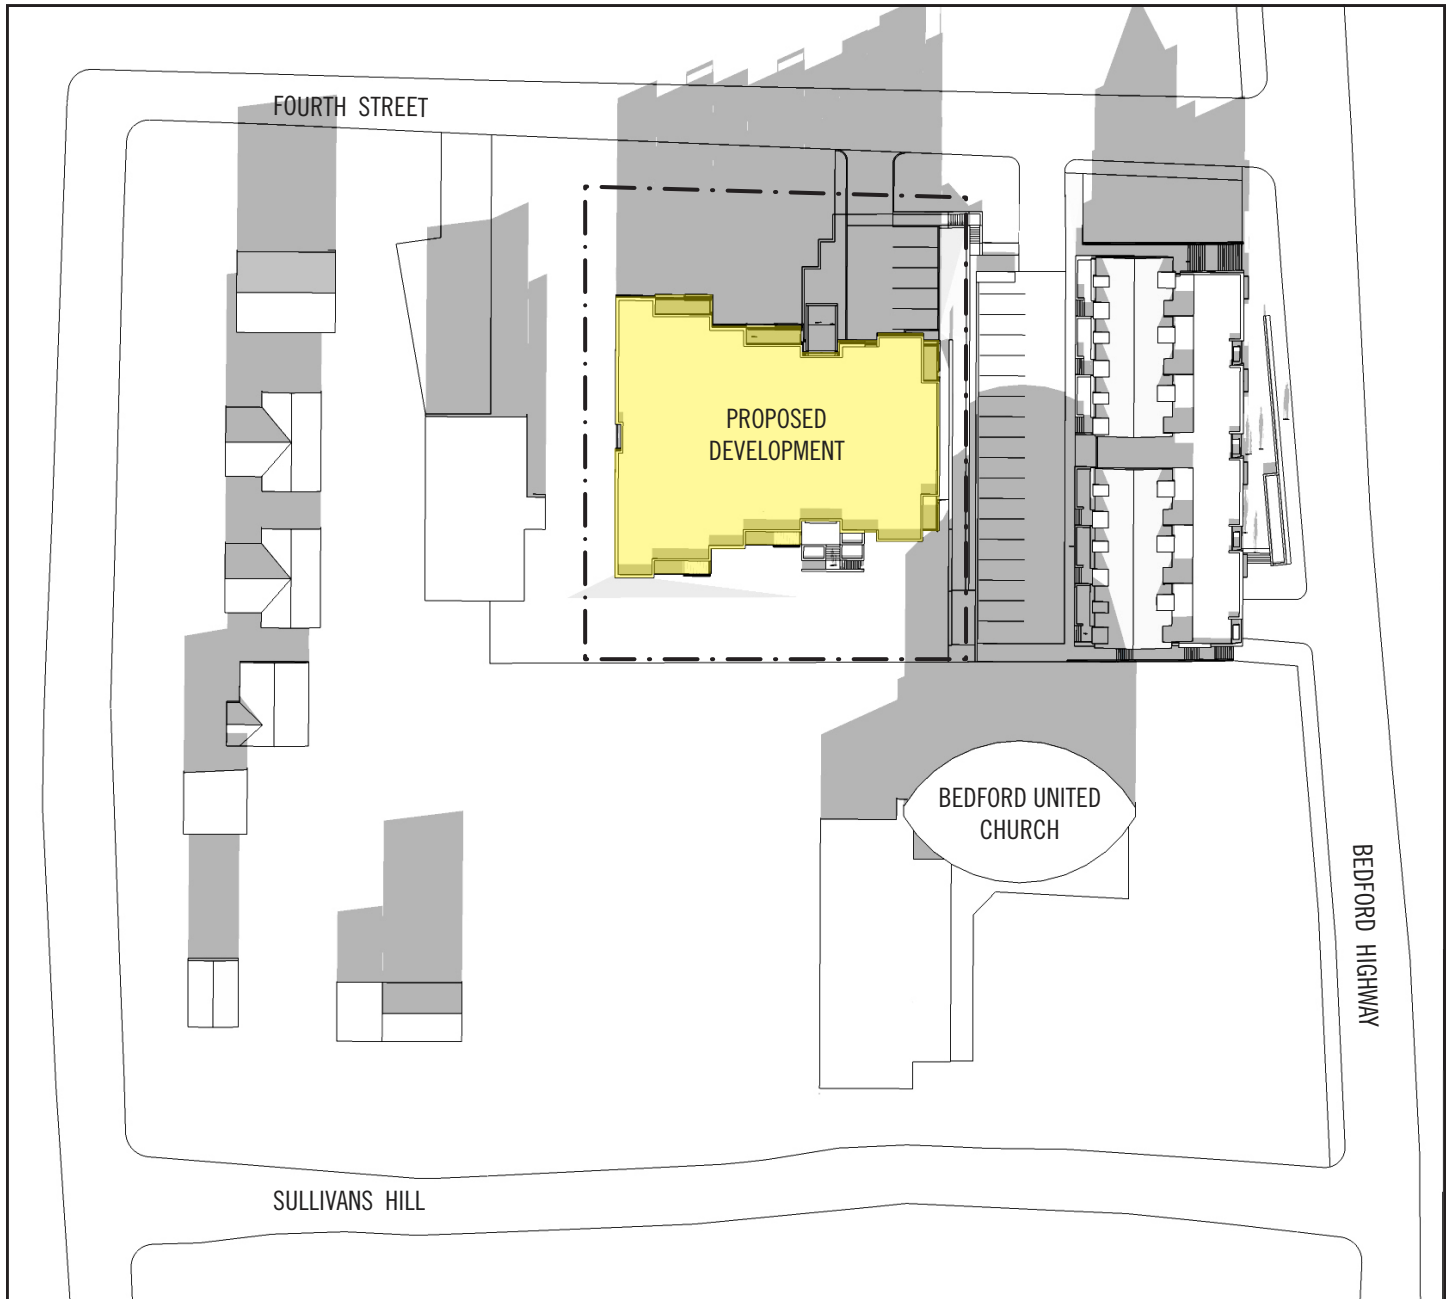 FOURTH STREET
PROPOSED
DEVELOPMENT
BEDFORD UNITED
CHURCH
BEDFORD HIGHWAY
SULLIVANS HILL